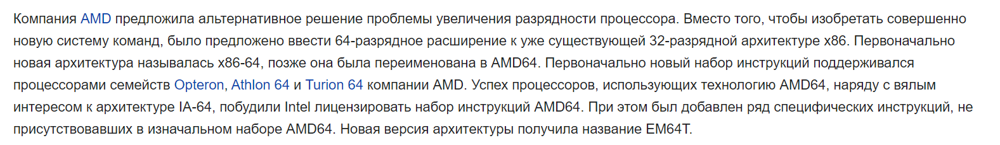 Компания AMD предложила альтернативное решение проблемы увеличения разрядности процессора. Вместо того, чтобы изобретать совершенно
новую систему команд, было предложено ввести 64-разрядное расширение к уже существующей 32-разрядной архитектуре x86. Первоначально
новая архитектура называлась x86-64, позже она была переименована в AMD64. Первоначально новый набор инструкций поддерживался
процессорами семейств Opteron, Athlon 64 и Turion 64 компании AMD. Успех процессоров, использующих технологию AMD64, наряду с вялым
интересом к архитектуре IA-64, побудили Intel лицензировать набор инструкций AMD64. При этом был добавлен ряд специфических инструкций, не
присутствовавших в изначальном наборе AMD64. Новая версия архитектуры получила название EM64T.